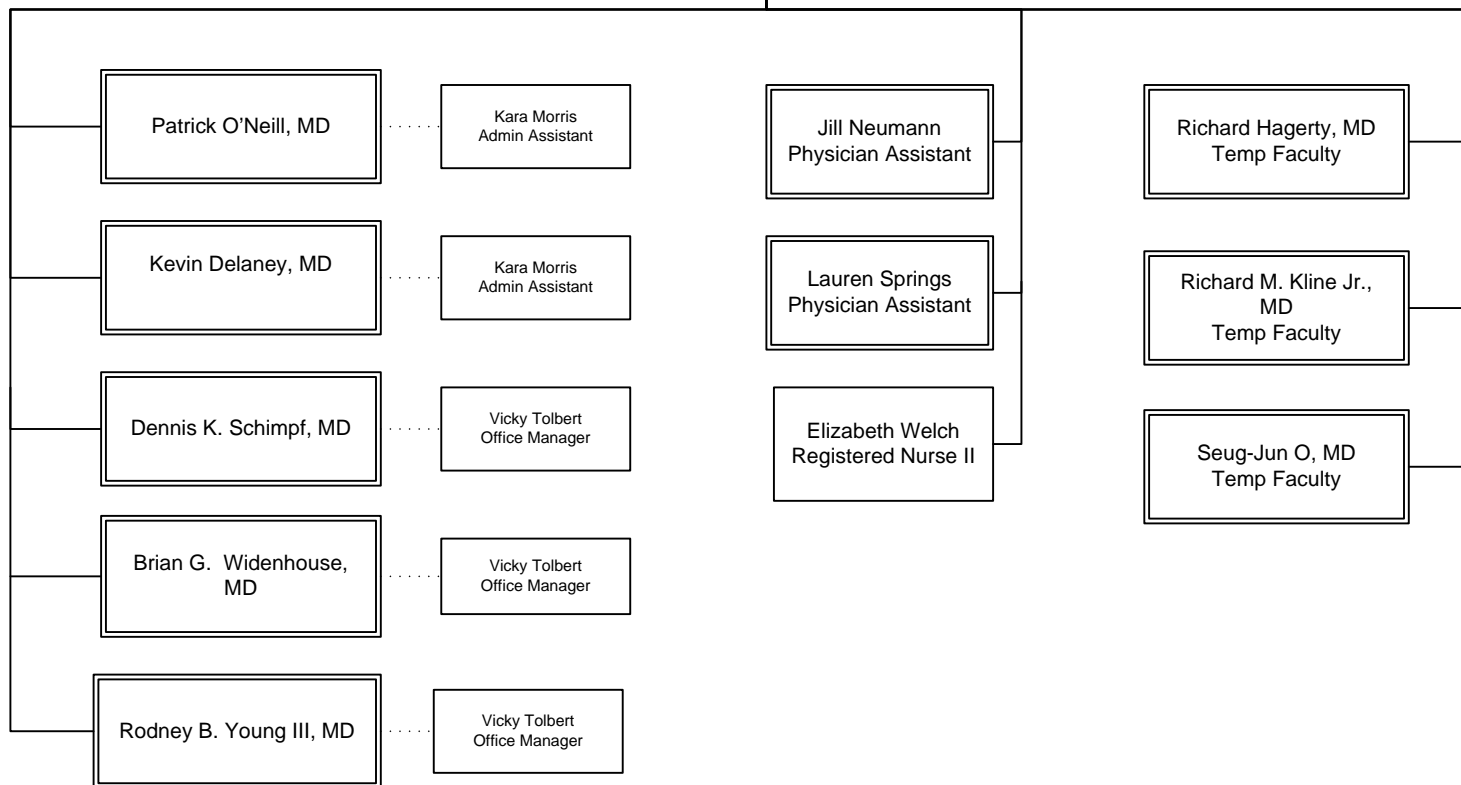 Patrick O'Neill, MD
Kara Morris
Admin Assistant
Kevin Delaney, MD
Kara Morris
Admin Assistant
Dennis K. Schimpf, MD
Vicky Tolbert
Office Manager
Brian G. Widenhouse,
MD
Vicky Tolbert
Office Manager
Rodney B. Young III, MD
Vicky Tolbert
Office Manager
Jill Neumann
Physician Assistant
Lauren Springs
Physician Assistant
Elizabeth Welch
Registered Nurse II
Richard Hagerty, MD
Temp Faculty
Richard M. Kline Jr.,
MD
Temp Faculty
Seug-Jun O, MD
Temp Faculty